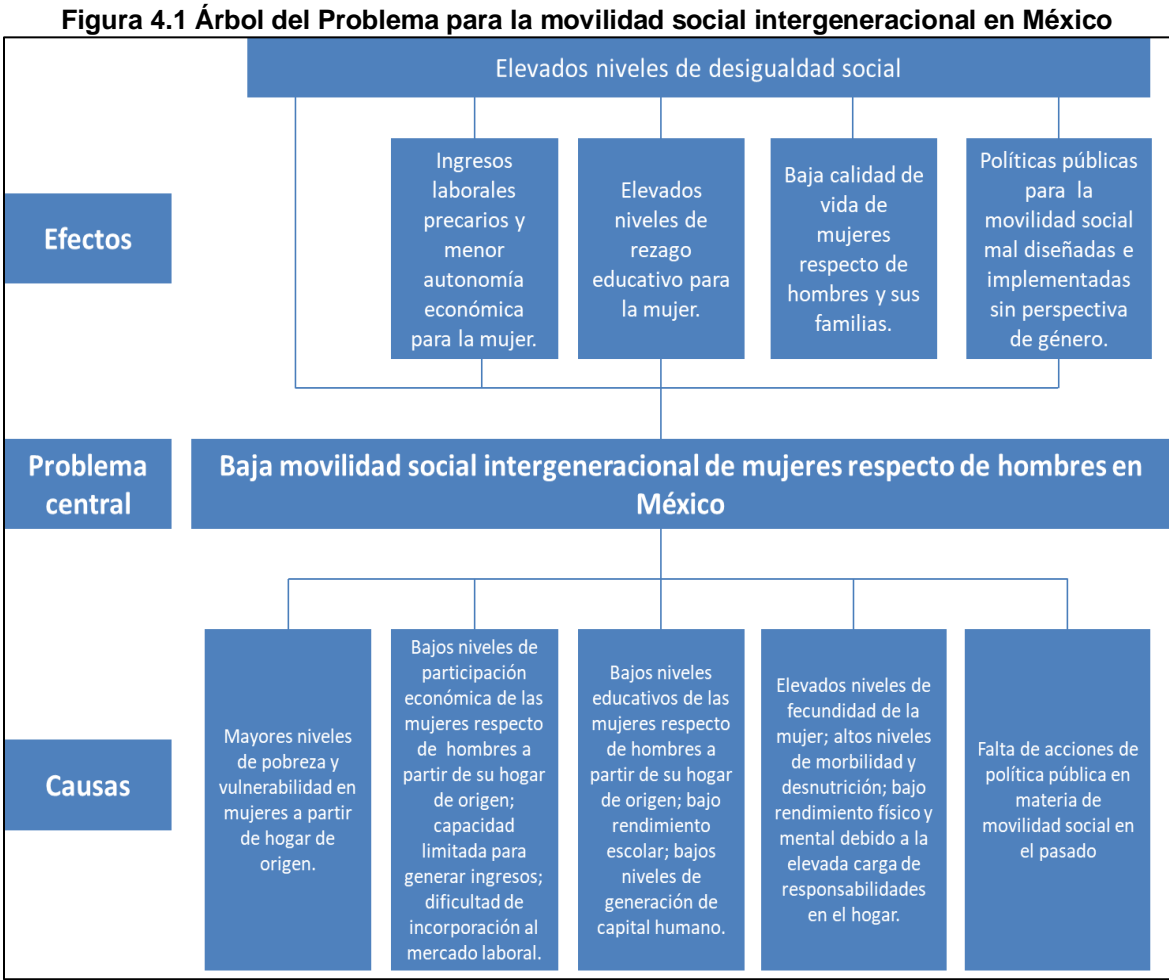 Figura 4.1 Árbol del Problema para la movilidad social intergeneracional en México
Elevados niveles de desigualdad social
Efectos
Ingresos
laborales
precarios y
menor
autonomía
económica
para la mujer.
Elevados
niveles de
rezago
educativo para
la mujer.
Baja calidad de
vida de
mujeres
respecto de
hombres y sus
familias.
Políticas públicas
para la
movilidad social
mal diseñadas e
implementadas
sin perspectiva
de género.
Problema
central
Baja movilidad social intergeneracional de mujeres respecto de hombres en
México
Causas
Mayores niveles
de pobreza y
vulnerabilidad en
mujeres a partir
de hogar de
origen.
Bajos niveles de
participación
económica de las
mujeres respecto
de hombres a
partir de su hogar
de origen;
capacidad
limitada para
generar ingresos;
dificultad de
incorporación al
mercado laboral.
Bajos niveles
educativos de las
mujeres respecto
de hombres a
partir de su hogar
de origen; bajo
rendimiento
escolar; bajos
niveles de
generación de
capital humano.
Elevados niveles de
fecundidad de la
mujer; altos niveles
de morbilidad y
desnutrición; bajo
rendimiento físico y
mental debido a la
elevada carga de
responsabilidades
en el hogar.
Falta de acciones de
política pública en
materia de
movilidad social en
el pasado